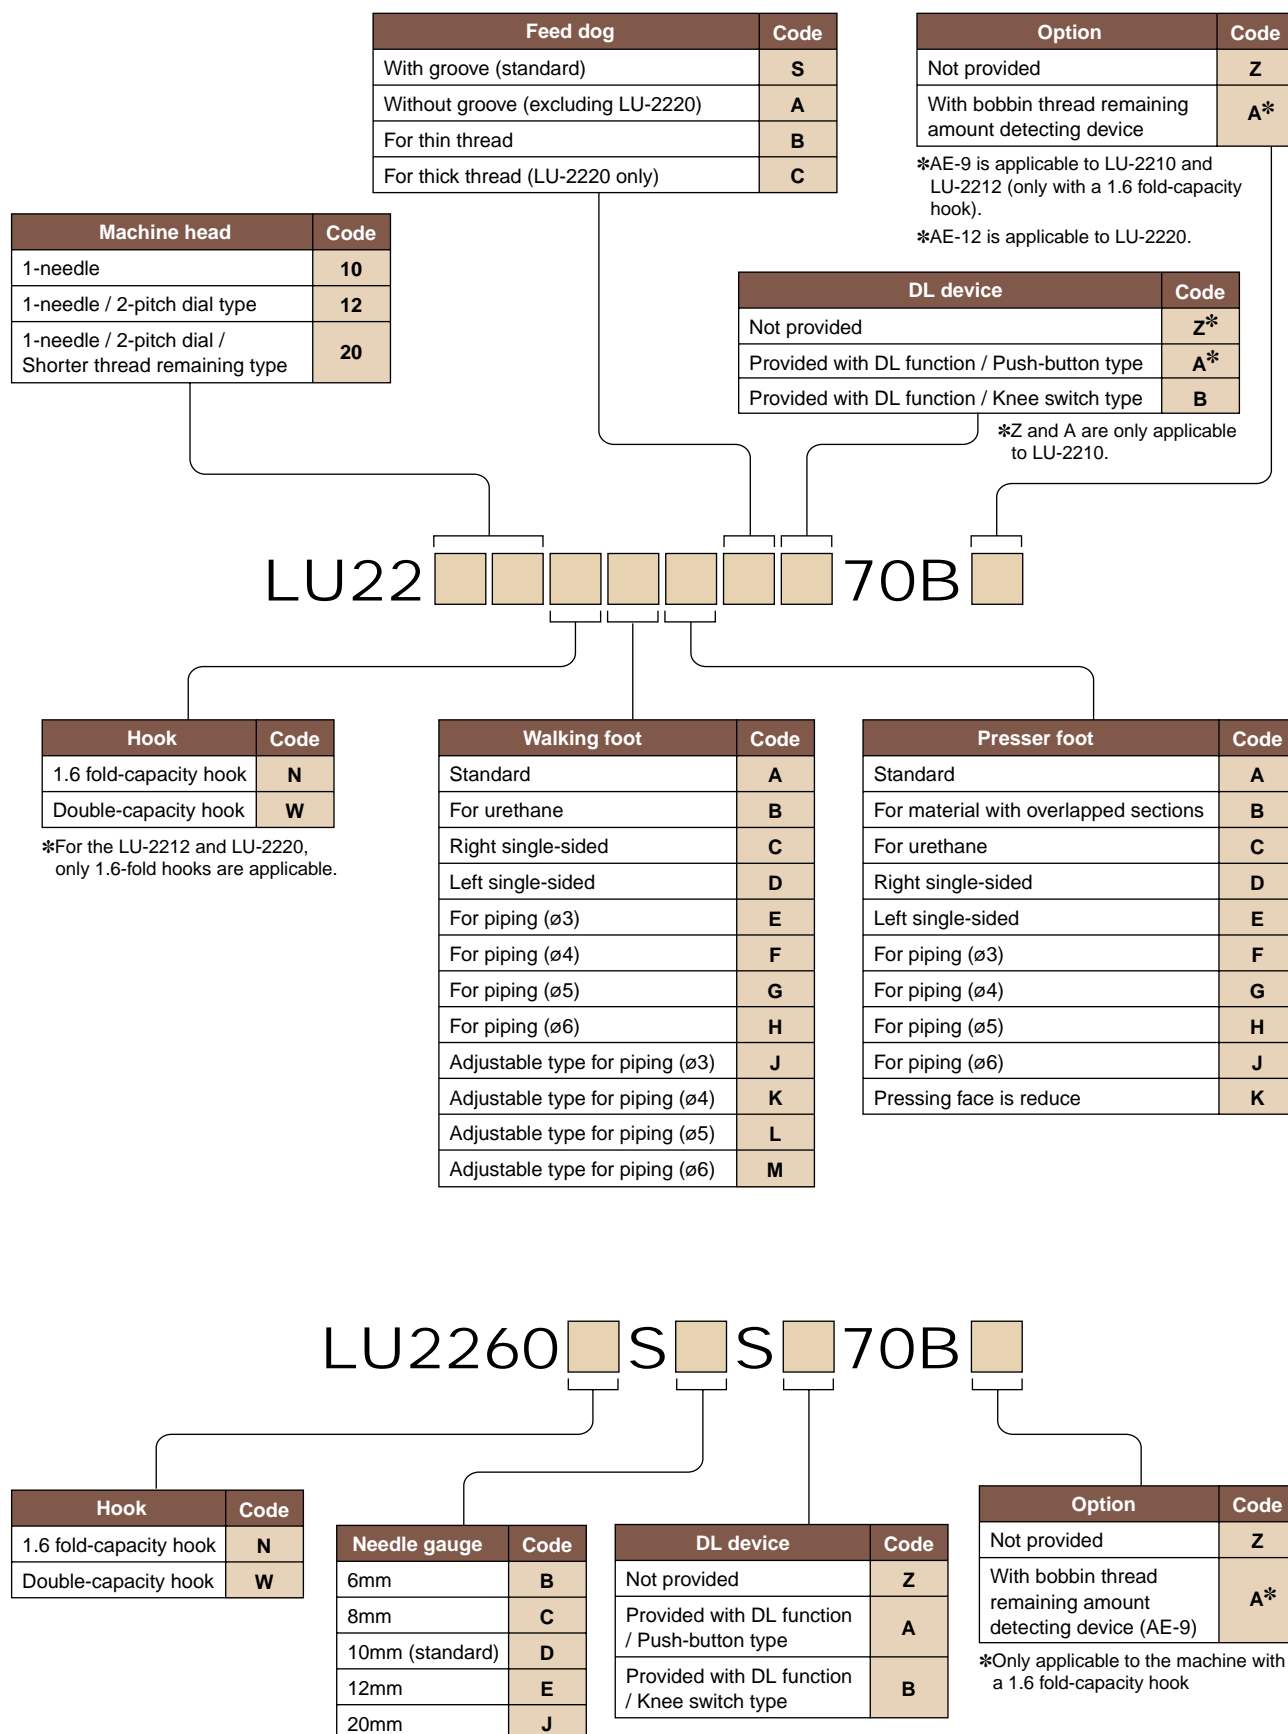 Feed dog Code
With groove (standard) S
Without groove (excluding LU-2220) A
For thin thread B
For thick thread (LU-2220 only) C
Option Code
Not provided Z
With bobbin thread remaining
amount detecting device A✽
✽AE-9 is applicable to LU-2210 and
LU-2212 (only with a 1.6 fold-capacity
hook).
✽AE-12 is applicable to LU-2220.
Machine head Code
1-needle 10
1-needle / 2-pitch dial type 12
1-needle / 2-pitch dial /
Shorter thread remaining type 20
DL device Code
Not provided Z✽
Provided with DL function / Push-button type A✽
Provided with DL function / Knee switch type B
✽Z and A are only applicable
to LU-2210.
LU22 70B
Hook Code
1.6 fold-capacity hook N
Double-capacity hook W
✽For the LU-2212 and LU-2220,
only 1.6-fold hooks are applicable.
Walking foot Code
Standard A
For urethane B
Right single-sided C
Left single-sided D
For piping (ø3) E
For piping (ø4) F
For piping (ø5) G
For piping (ø6) H
Adjustable type for piping (ø3) J
Adjustable type for piping (ø4) K
Adjustable type for piping (ø5) L
Adjustable type for piping (ø6) M
Presser foot Code
Standard A
For material with overlapped sections B
For urethane C
Right single-sided D
Left single-sided E
For piping (ø3) F
For piping (ø4) G
For piping (ø5) H
For piping (ø6) J
Pressing face is reduce K
LU2260 S S 70B
Hook Code
1.6 fold-capacity hook N
Double-capacity hook W
Needle gauge Code
6mm B
8mm C
10mm (standard) D
12mm E
20mm J
DL device Code
Not provided Z
Provided with DL function
/ Push-button type A
Provided with DL function
/ Knee switch type B
Option Code
Not provided Z
With bobbin thread
remaining amount
detecting device (AE-9) A✽
✽Only applicable to the machine with
a 1.6 fold-capacity hook